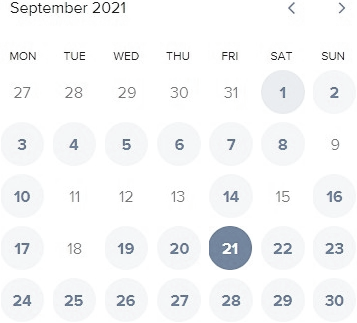 September 2021
MON TUE WED THU FRI SAT SUN
27 28 29 30 31 1 2
3 4 5 6 7 8 9
10 11 12 13 14 15 16
17 18 19 20 21 22 23
24 25 26 27 28 29 30